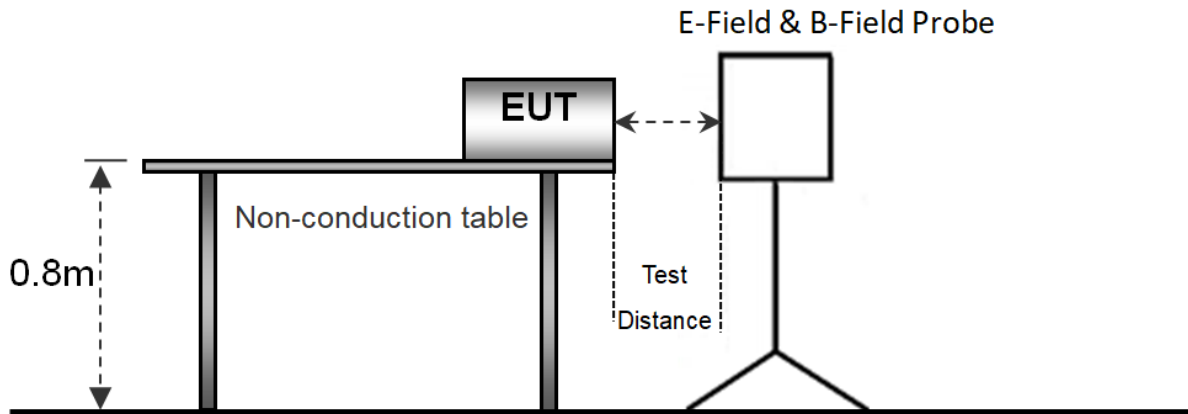 E-Field & B-Field Probe
EUT
Non-conduction table
0.8m
Test
Distance